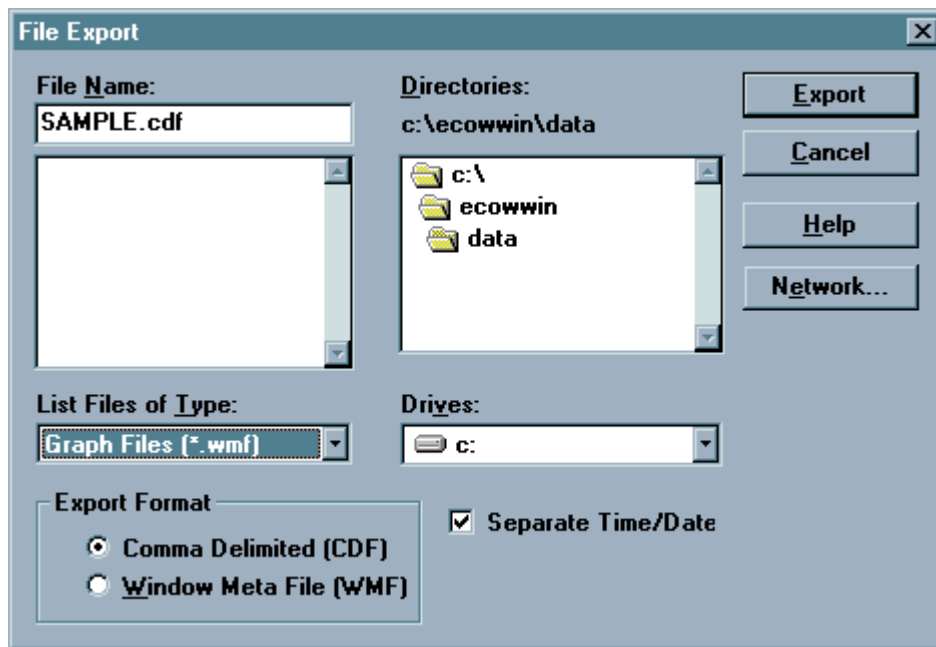 File Export
File Name:
SAMPLE.cdf
Directories:
c:\ecowwin\data
c:\
ecowwin
data
Export
Cancel
Help
Network...
List Files of Type:
Graph Files (*.wmf)
Drives:
c:
Export Format
Comma Delimited (CDF)
Window Meta File (WMF)
Separate Time/Date